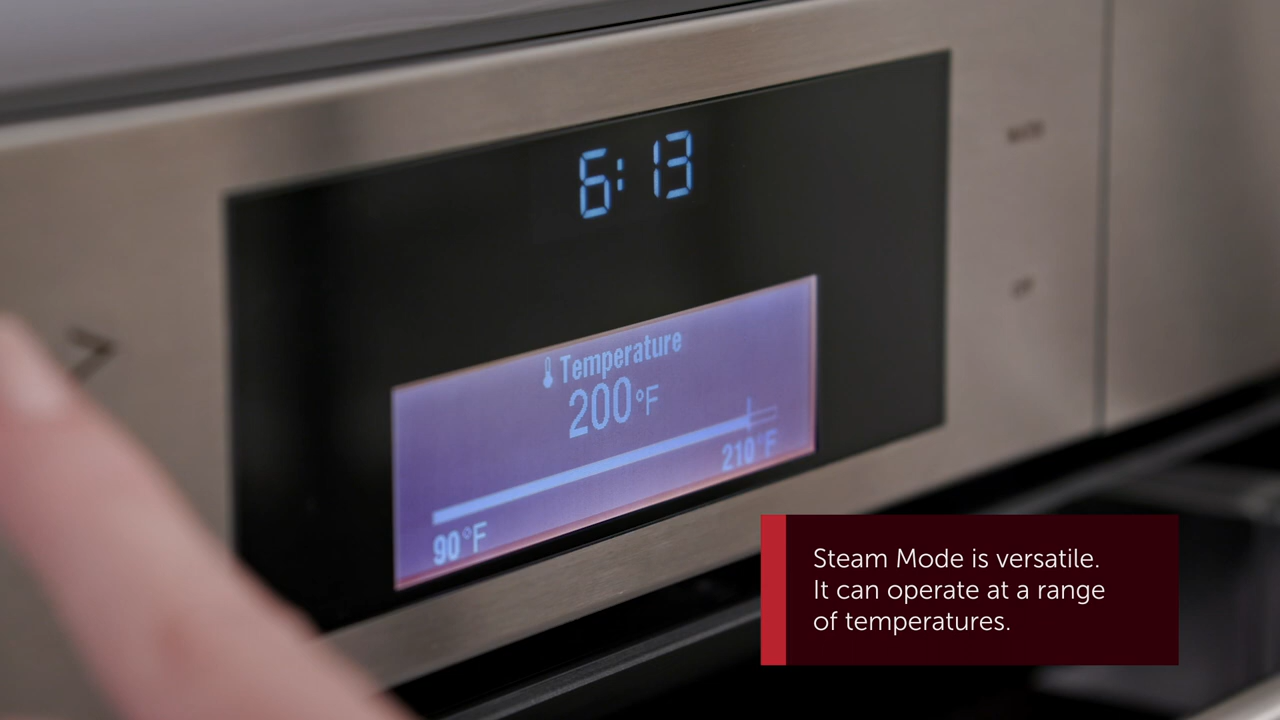 6:13
Temperature
200°F
210°F
90°F
Steam Mode is versatile.
It can operate at a range
of temperatures.